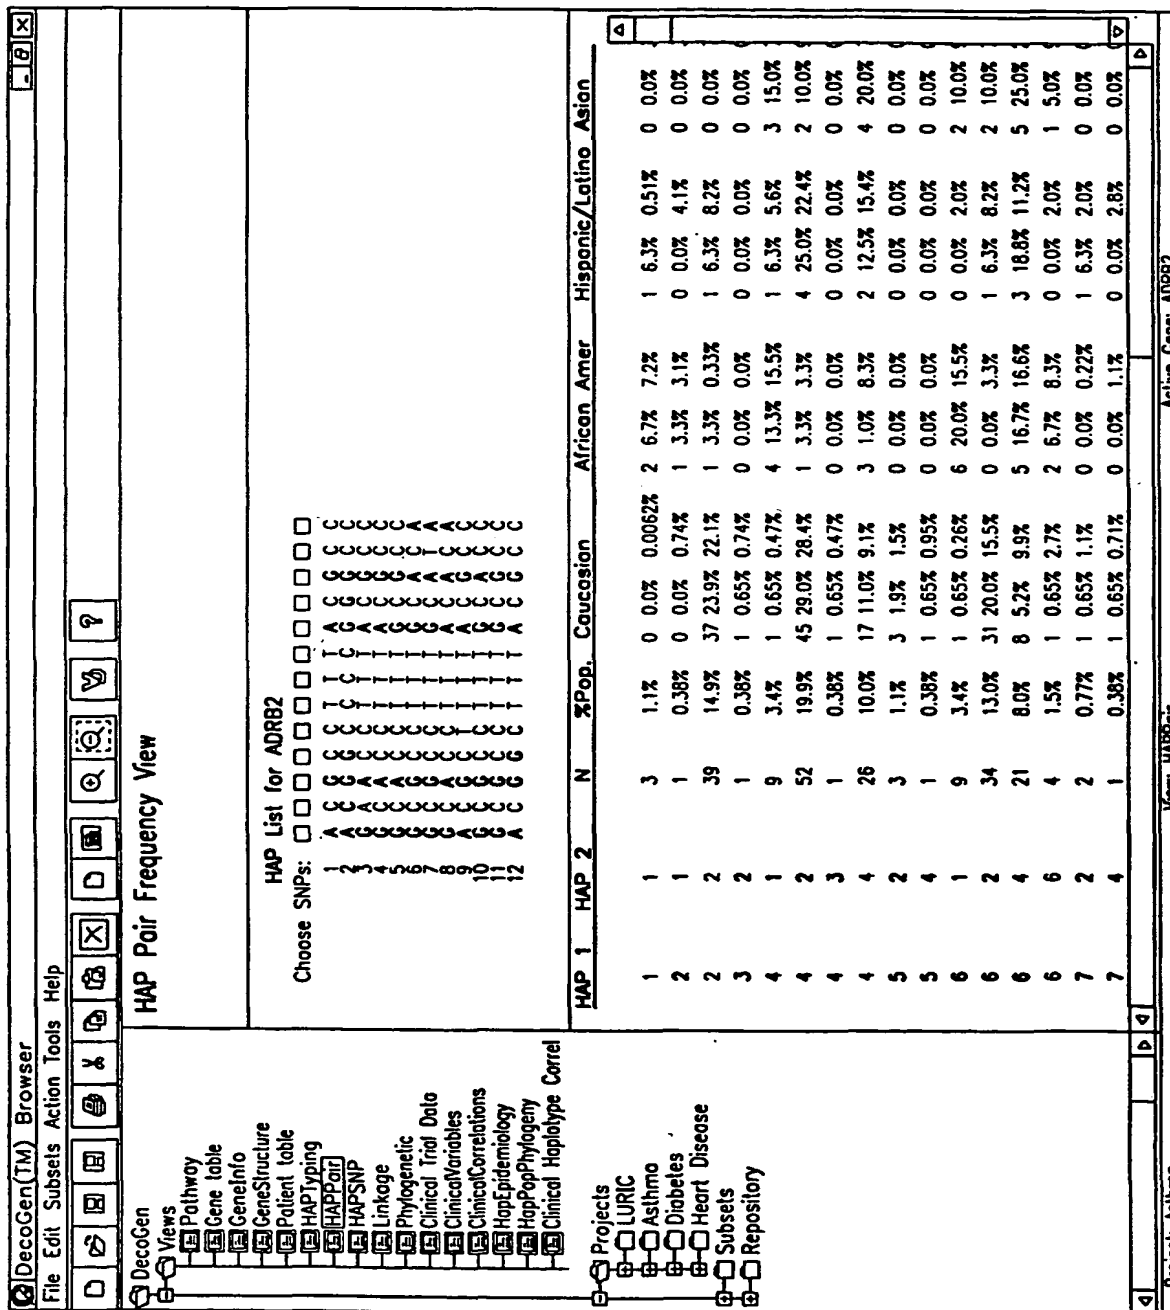 DecoGen(TM) Browser
File Edit Subsets Action Tools Help
?
DecoGen
Views
Pathway
Gene table
GeneInfo
GeneStructure
Patient table
HAPTyping
HAPPair
HAPSNP
Linkage
Phylogenetic
Clinical Trial Data
ClinicalVariables
ClinicalCorrelations
HapEpidemiology
HapPopPhylogeny
Clinical Haplotype Correl
Projects
LURIC
Asthma
Diabetes
Heart Disease
Subsets
Repository
HAP Pair Frequency View
HAP List for ADRB2
Choose SNPs:
1 A C G C C T T T A C G C C
2 A C G G C C C C G G G C C
3 G A A C C T T T A C G C C
4 G C A C C T T T A C G C C
5 G C A C C T T T G C G C C
6 G C G C C T T T G C A C A
7 G C G C C T T T G C A T A
8 G C A C C T T T A C A C A
9 A C G C T T T T A C G C C
10 G C G C C T T T G C A C C
11 G C G C C T T T G C G C C
12 A C G G C T T T A C G C C
HAP 1 HAP 2 N %Pop. Caucasian African Amer Hispanic/Latino Asian
1 1 3 1.1% 0 0.0% 0.0062% 2 6.7% 7.2% 1 6.3% 0.51% 0 0.0%
2 1 1 0.38% 0 0.0% 0.74% 1 3.3% 3.1% 0 0.0% 4.1% 0 0.0%
2 2 39 14.9% 37 23.9% 22.1% 1 3.3% 0.33% 1 6.3% 8.2% 0 0.0%
3 2 1 0.38% 1 0.65% 0.74% 0 0.0% 0.0% 0 0.0% 0.0% 0 0.0%
4 1 9 3.4% 1 0.65% 0.47% 4 13.3% 15.5% 1 6.3% 5.6% 3 15.0%
4 2 52 19.9% 45 29.0% 28.4% 1 3.3% 3.3% 4 25.0% 22.4% 2 10.0%
4 3 1 0.38% 1 0.65% 0.47% 0 0.0% 0.0% 0 0.0% 0.0% 0 0.0%
4 4 26 10.0% 17 11.0% 9.1% 3 1.0% 8.3% 2 12.5% 15.4% 4 20.0%
5 2 3 1.1% 3 1.9% 1.5% 0 0.0% 0.0% 0 0.0% 0.0% 0 0.0%
5 4 1 0.38% 1 0.65% 0.95% 0 0.0% 0.0% 0 0.0% 0.0% 0 0.0%
6 1 9 3.4% 1 0.65% 0.26% 6 20.0% 15.5% 0 0.0% 2.0% 2 10.0%
6 2 34 13.0% 31 20.0% 15.5% 0 0.0% 3.3% 1 6.3% 8.2% 2 10.0%
6 4 21 8.0% 8 5.2% 9.9% 5 16.7% 16.6% 3 18.8% 11.2% 5 25.0%
6 6 4 1.5% 1 0.65% 2.7% 2 6.7% 8.3% 0 0.0% 2.0% 1 5.0%
7 2 2 0.77% 1 0.65% 1.1% 0 0.0% 0.22% 1 6.3% 2.0% 0 0.0%
7 4 1 0.38% 1 0.65% 0.71% 0 0.0% 1.1% 0 0.0% 2.8% 0 0.0%